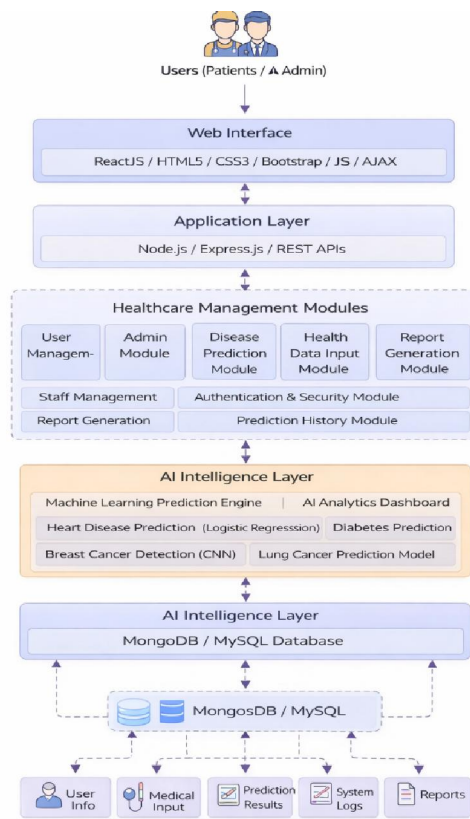 Users (Patients / Admin)
Web Interface
ReactJS / HTML5 / CSS3 / Bootstrap / JS / AJAX
Application Layer
Node.js / Express.js / REST APIs
Healthcare Management Modules
User
Managem-
Admin
Module
Disease
Prediction
Module
Health
Data Input
Module
Report
Generation
Module
Staff Management
Authentication & Security Module
Report Generation
Prediction History Module
AI Intelligence Layer
Machine Learning Prediction Engine | AI Analytics Dashboard
Heart Disease Prediction (Logistic Regresssion)
Diabetes Prediction
Breast Cancer Detection (CNN)
Lung Cancer Prediction Model
AI Intelligence Layer
MongoDB / MySQL Database
MongosDB / MySQL
User
Info
Medical
Input
Prediction
Results
System
Logs
Reports